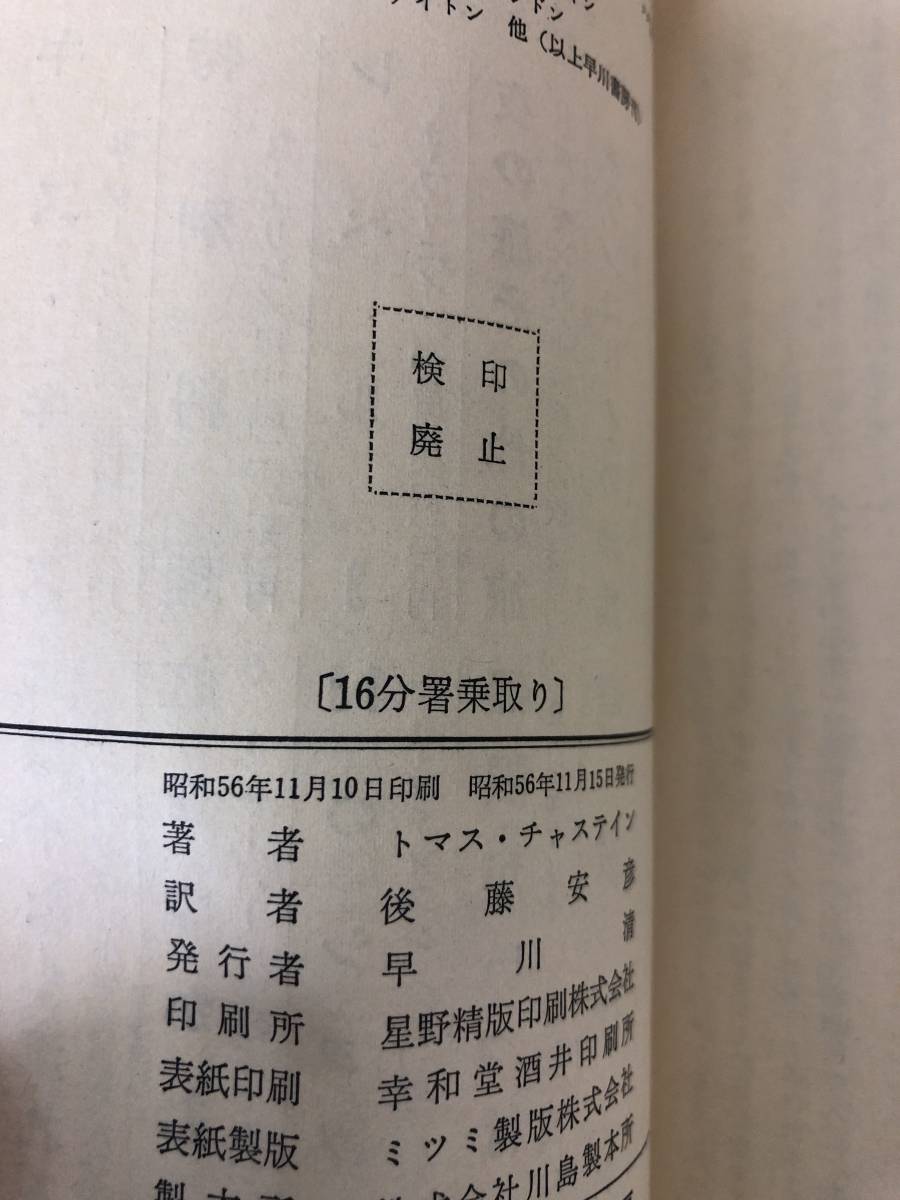 イトン 他（以上早川書房刊）
検印
廃止
〔16分署乗取り〕
昭和56年11月10日印刷 昭和56年11月15日発行
著者 トマス・チャステイン
訳者 後藤安彦
発行者 早川清
印刷所 星野精版印刷株式会社
表紙印刷 幸和堂酒井印刷所
表紙製版 ミツミ製版株式会社
式会社川島製本所